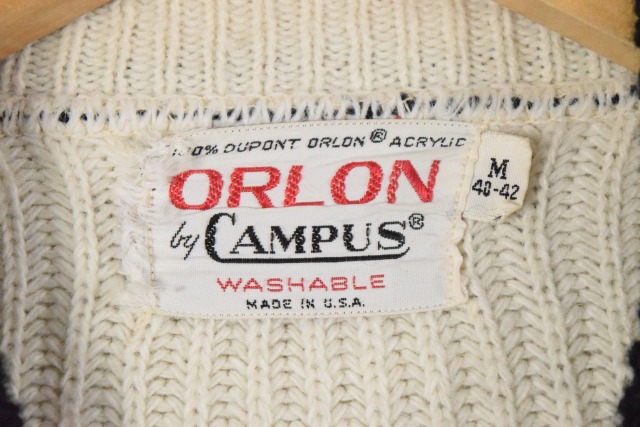 100% DUPONT ORLON® ACRYLIC
ORLON
by CAMPUS®
WASHABLE
MADE IN U.S.A.
M
40-42